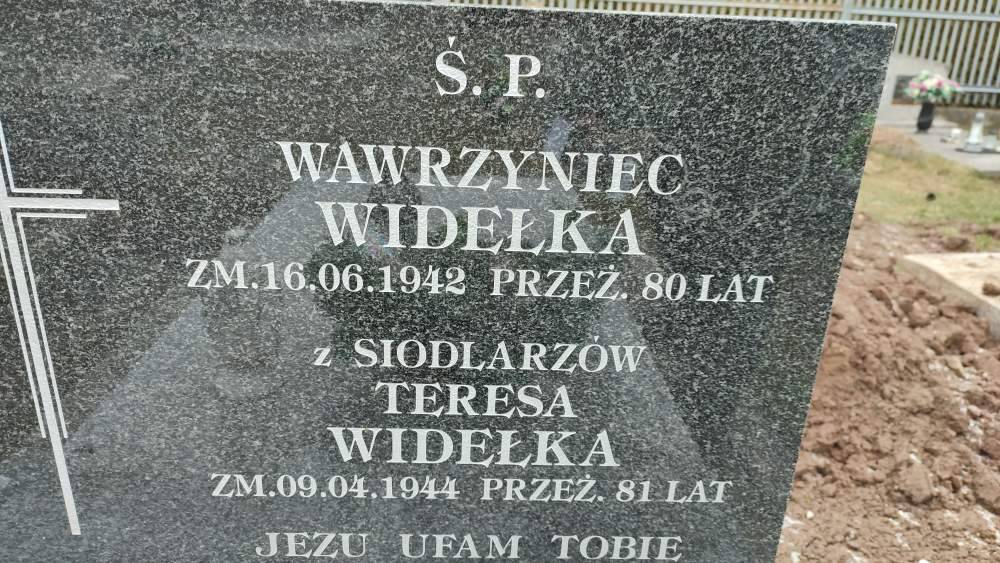 Ś. P.
WAWRZYNIEC
WIDEŁKA
ZM.16.06.1942 PRZEŻ. 80 LAT
z SIODLARZÓW
TERESA
WIDEŁKA
ZM.09.04.1944 PRZEŻ. 81 LAT
JEZU UFAM TOBIE